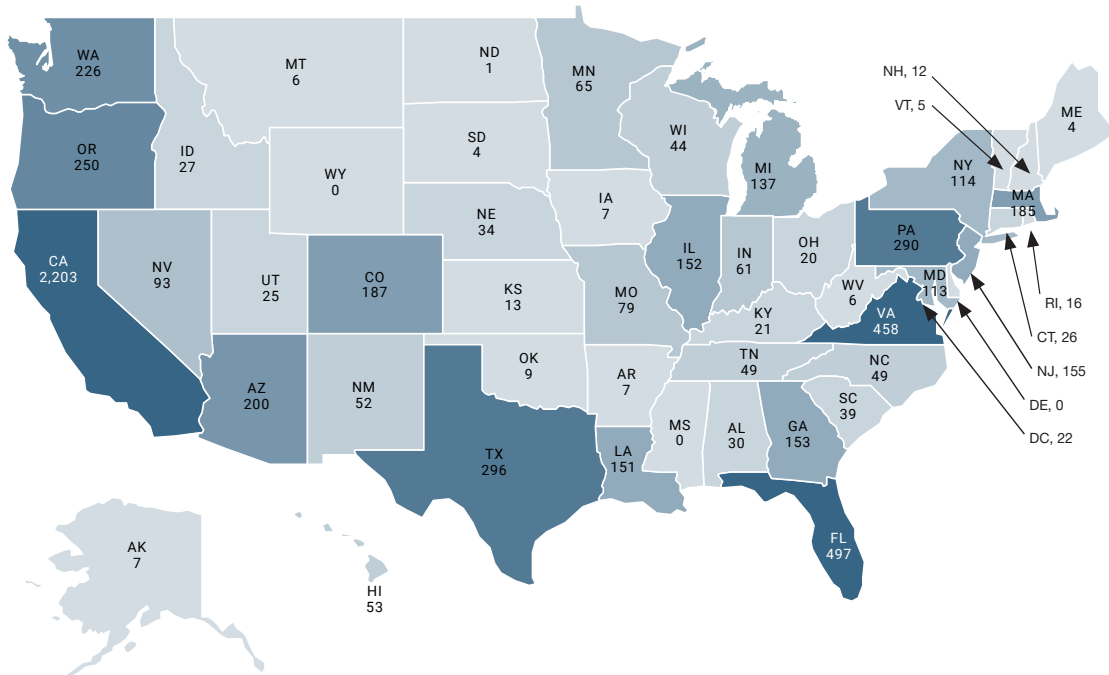 WA
226
OR
250
CA
2,203
ID
27
NV
93
MT
6
WY
0
UT
25
AZ
200
CO
187
NM
52
ND
1
SD
4
NE
34
KS
13
OK
9
TX
296
MN
65
IA
7
MO
79
AR
7
LA
151
WI
44
IL
152
MI
137
IN
61
OH
20
KY
21
TN
49
MS
0
AL
30
GA
153
FL
497
SC
39
NC
49
VA
458
WV
6
MD
113
PA
290
NY
114
MA
185
ME
4
NH, 12
VT, 5
RI, 16
CT, 26
NJ, 155
DE, 0
DC, 22
AK
7
HI
53